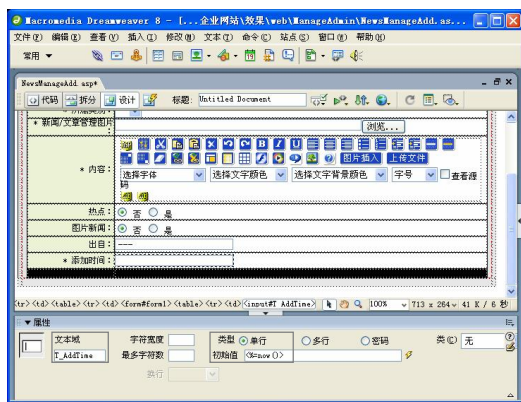 Macromedia Dreamweaver 8 - [...企业网站\效果\web\ManageAdmin\NewsManageAdd.as...
文件(F) 编辑(E) 查看(V) 插入(I) 修改(M) 文本(T) 命令(C) 站点(S) 窗口(W) 帮助(H)
常用
NewsManageAdd.asp*
代码 拆分 设计 标题: Untitled Document
* 所属类别:
* 新闻/文章管理图片 浏览...
图片插入 上传文件
* 内容: 选择字体 选择文字颜色 选择文字背景颜色 字号 查看源
码
热点: 否 是
图片新闻: 否 是
出自: ---
* 添加时间:
<tr> <td> <table> <tr> <td> <form#form1> <table> <tr> <td> <input#T_AddTime> 100% 713 x 264 41 K / 6 秒
属性
文本域 字符宽度 类型 单行 多行 密码 类(C) 无
T_AddTime 最多字符数 初始值 <%=now()>
换行